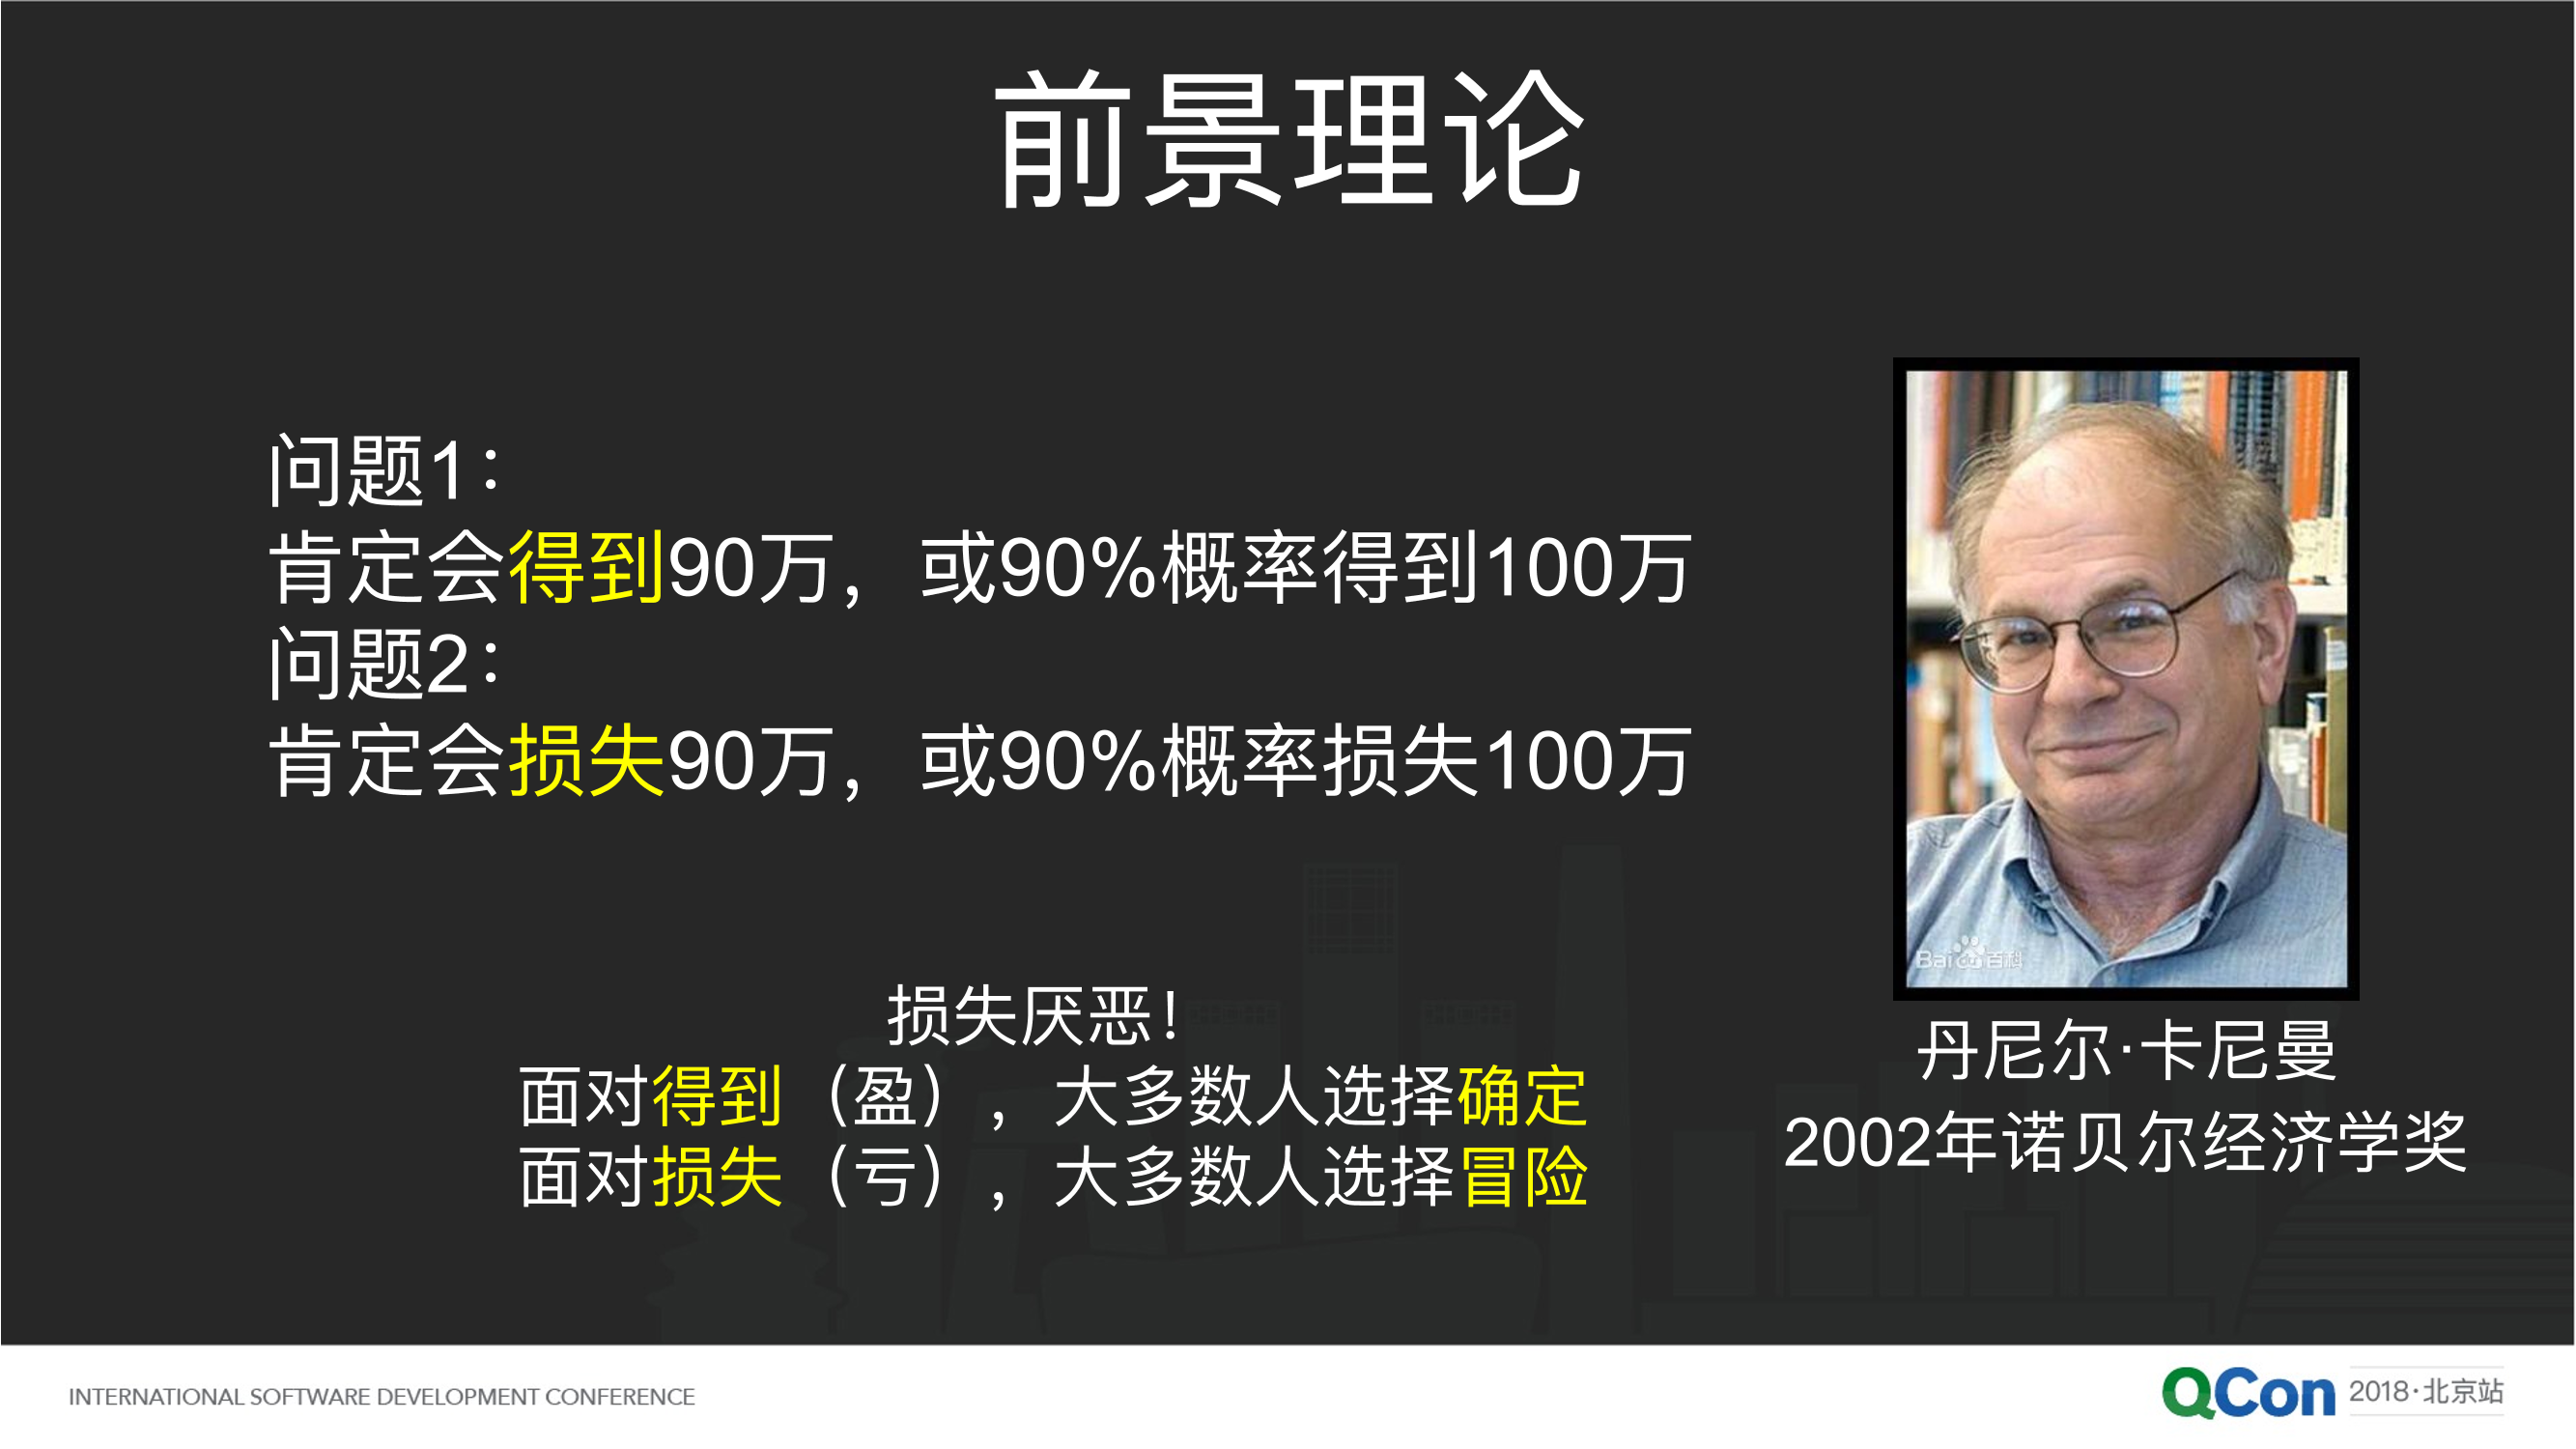 前景理论
问题1：
肯定会得到90万，或90%概率得到100万
问题2：
肯定会损失90万，或90%概率损失100万
损失厌恶！
面对得到（盈），大多数人选择确定
面对损失（亏），大多数人选择冒险
Bai du 百科
丹尼尔·卡尼曼
2002年诺贝尔经济学奖
INTERNATIONAL SOFTWARE DEVELOPMENT CONFERENCE
QCon 2018·北京站